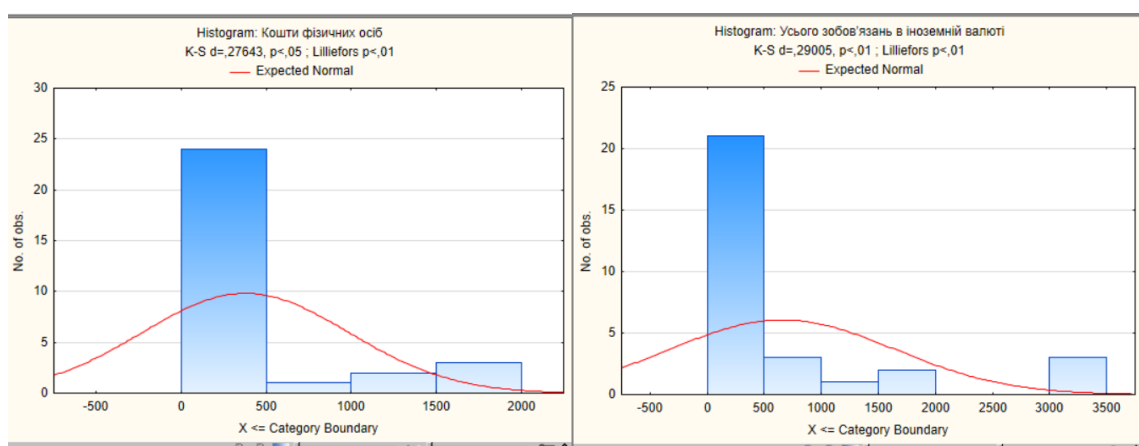 Histogram: Кошти фізичних осіб
K-S d=,27643, p<,05 ; Lilliefors p<,01
Expected Normal
30
25
20
15
10
5
0
No. of obs.
-500 0 500 1000 1500 2000
X <= Category Boundary
Histogram: Усього зобов'язань в іноземній валюті
K-S d=,29005, p<,01 ; Lilliefors p<,01
Expected Normal
25
20
15
10
5
0
No. of obs.
-500 0 500 1000 1500 2000 2500 3000 3500
X <= Category Boundary